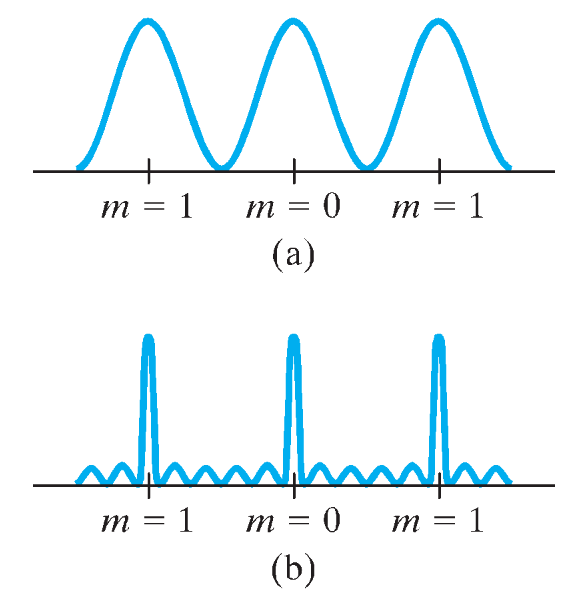 m = 1 m = 0 m = 1
(a)
m = 1 m = 0 m = 1
(b)